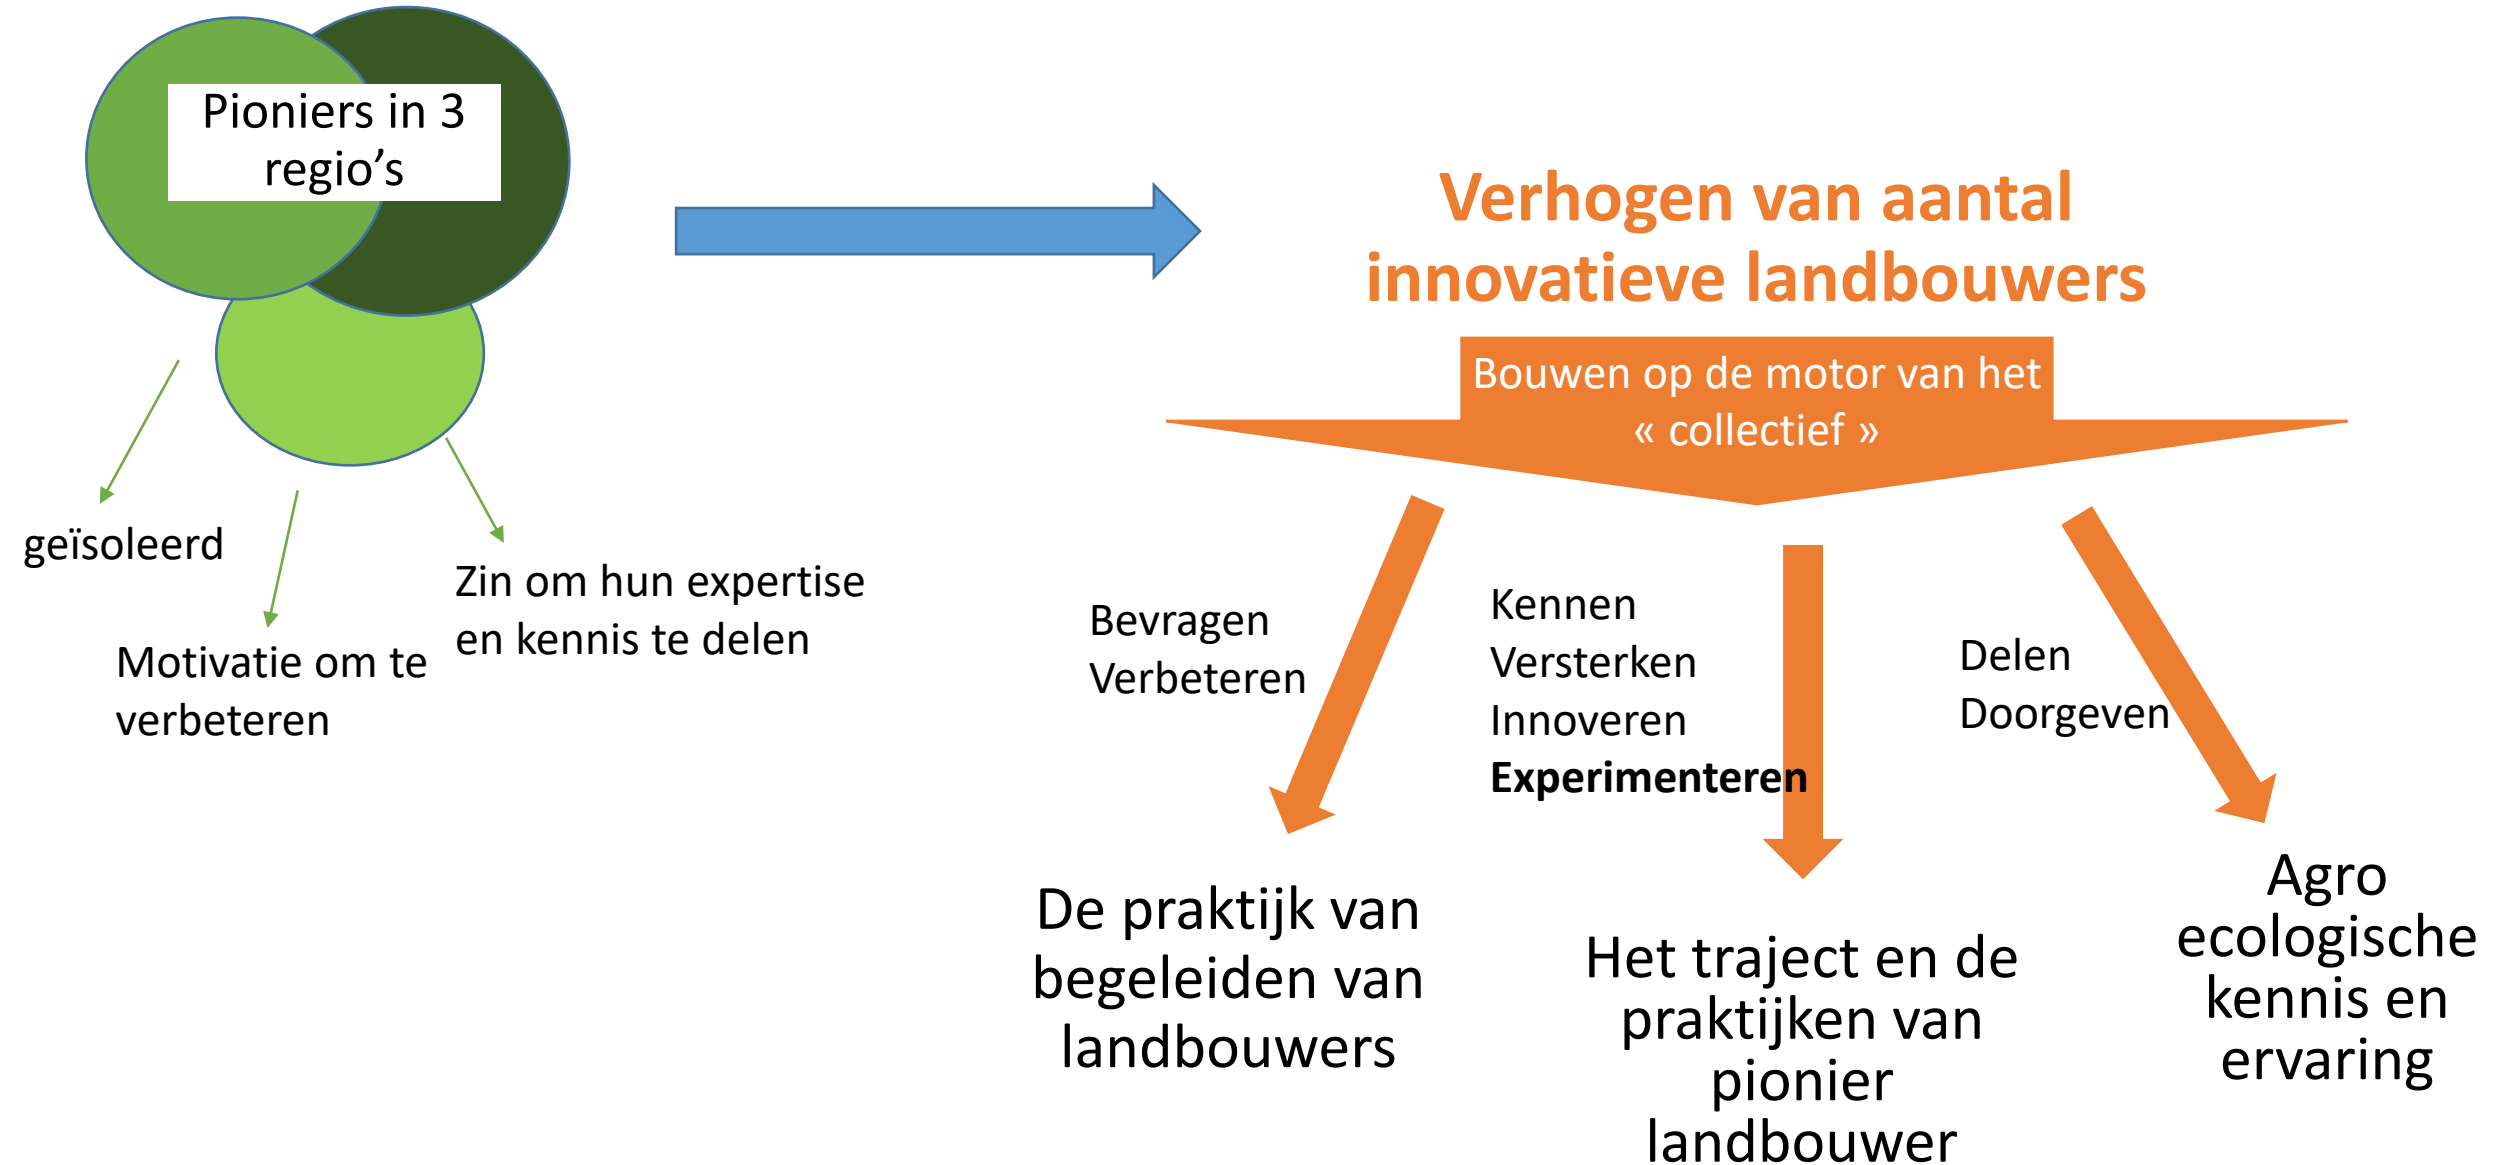 Pioniers in 3
regio’s
geïsoleerd
Motivatie om te
verbeteren
Zin om hun expertise
en kennis te delen
Verhogen van aantal
innovatieve landbouwers
Bouwen op de motor van het
« collectief »
Bevragen
Verbeteren
Kennen
Versterken
Innoveren
Experimenteren
Delen
Doorgeven
De praktijk van
begeleiden van
landbouwers
Het traject en de
praktijken van
pionier
landbouwer
Agro
ecologische
kennis en
ervaring